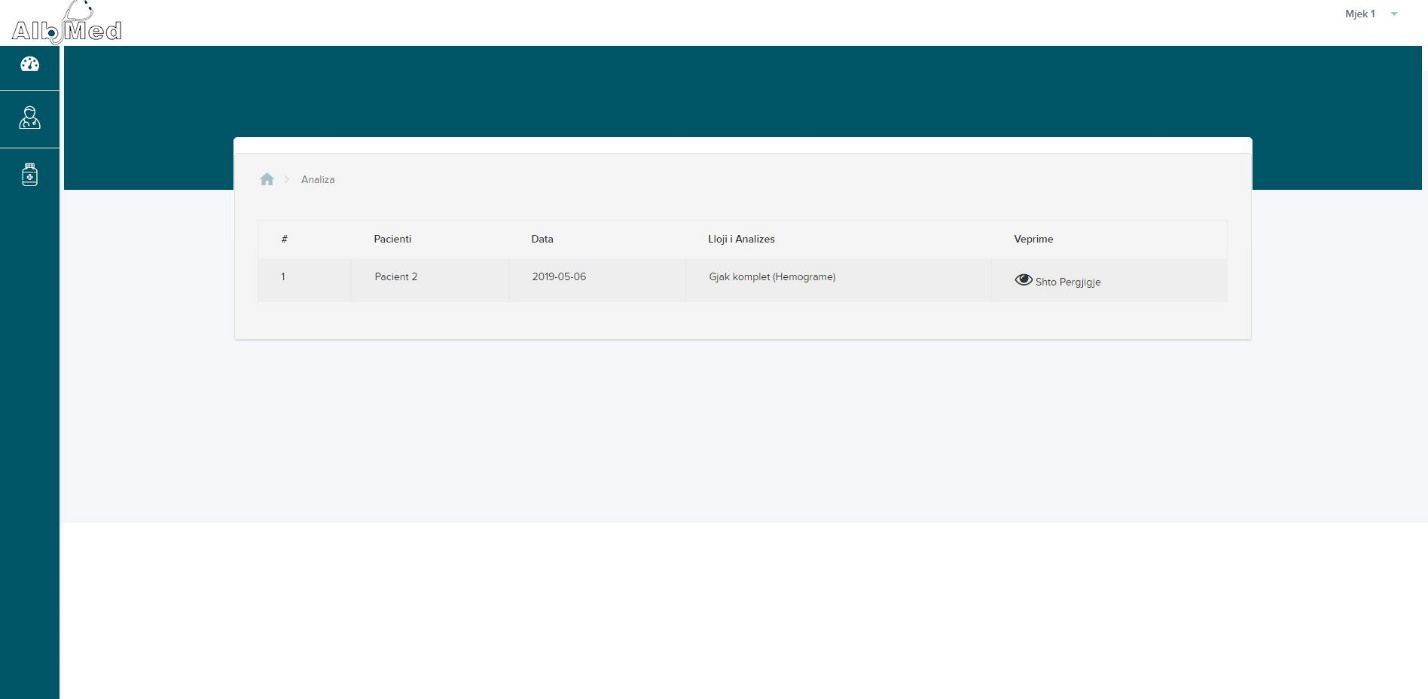 AlbMed
Mjek 1
Analiza
# Pacienti Data Lloji i Analizes Veprime
1 Pacient 2 2019-05-06 Gjak komplet (Hemograme) Shto Pergjigje